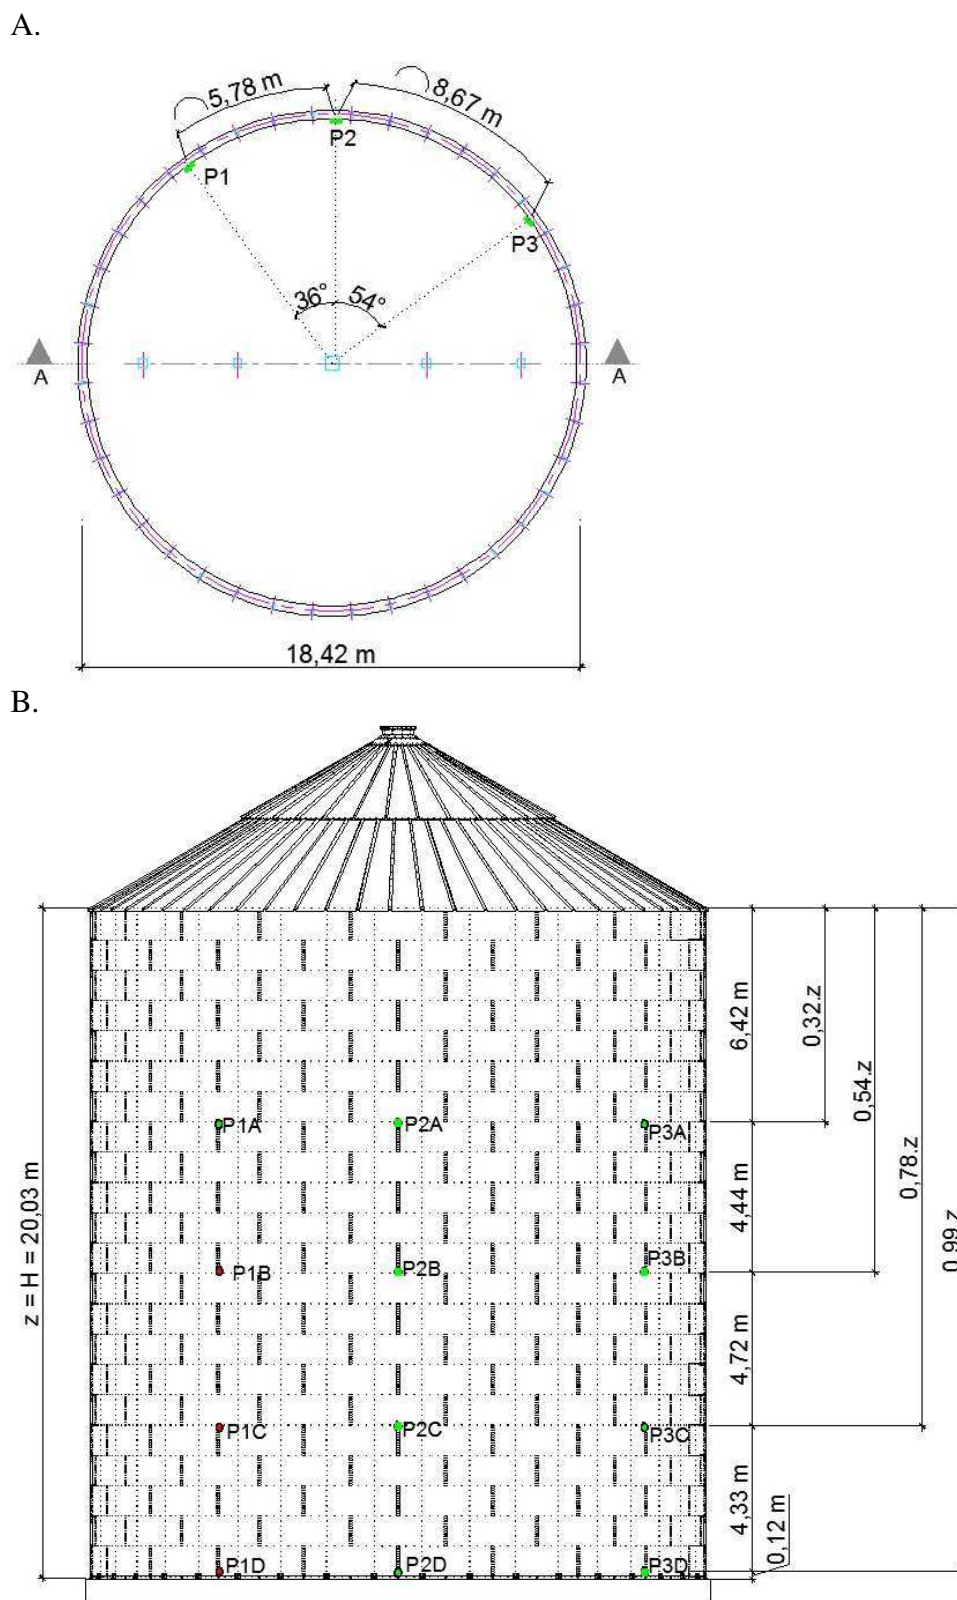 A.
5,78 m
8,67 m
P1
P2
P3
36°
54°
A
A
18,42 m
B.
z = H = 20,03 m
6,42 m
0,32.z
0,54.z
0,78.z
0,99.z
4,44 m
4,72 m
4,33 m
0,12 m
P1A
P2A
P3A
P1B
P2B
P3B
P1C
P2C
P3C
P1D
P2D
P3D